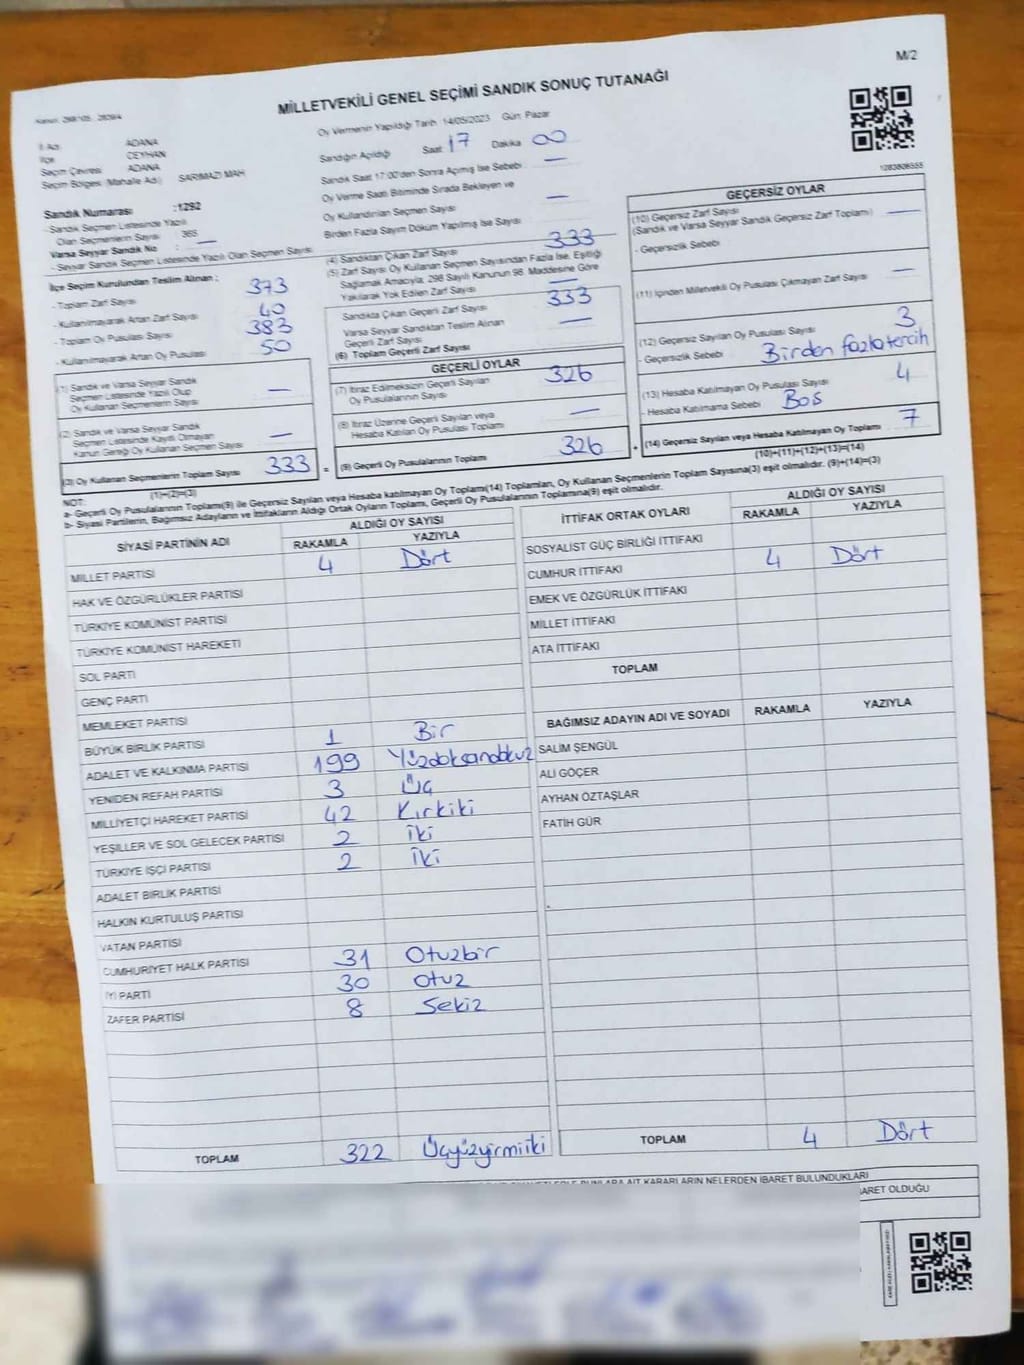 M/2
MİLLETVEKİLİ GENEL SEÇİMİ SANDIK SONUÇ TUTANAĞI
İl Adı : ADANA
İlçe : CEYHAN
Seçim Çevresi : ADANA
Seçim Bölgesi (Mahalle Adı) : SARIMAZI MAH
Sandık Numarası :1292
- Sandık Seçmen Listesinde Yazılı
Olan Seçmenlerin Sayısı : 365
Varsa Seyyar Sandık No : —
- Seyyar Sandık Seçmen Listesinde Yazılı Olan Seçmen Sayısı:
Oy Vermenin Yapıldığı Tarih: 14/05/2023 Gün: Pazar
Sandığın Açıldığı Saat 17 Dakika 00
Sandık Saat 17:00'den Sonra Açılmış İse Sebebi —
Oy Verme Saati Bitiminde Sırada Bekleyen ve
Oy Kullandırılan Seçmen Sayısı —
Birden Fazla Sayım Döküm Yapılmış İse Sayısı —
1283808555
İlçe Seçim Kurulundan Teslim Alınan :
- Toplam Zarf Sayısı 373
- Kullanılmayarak Artan Zarf Sayısı 40
- Toplam Oy Pusulası Sayısı 383
- Kullanılmayarak Artan Oy Pusulası 50
(1) Sandık ve Varsa Seyyar Sandık
Seçmen Listesinde Yazılı Olup
Oy Kullanan Seçmenlerin Sayısı —
(2) Sandık ve Varsa Seyyar Sandık
Seçmen Listesinde Kayıtlı Olmayan
Kanun Gereği Oy Kullanan Seçmen Sayısı —
(3) Oy Kullanan Seçmenlerin Toplam Sayısı 333
(1)+(2)=(3)
(4) Sandıktan Çıkan Zarf Sayısı 333
(5) Zarf Sayısı Oy Kullanan Seçmen Sayısından Fazla İse, Eşitliği
Sağlamak Amacıyla, 298 Sayılı Kanunun 98. Maddesine Göre
Yakılarak Yok Edilen Zarf Sayısı —
Sandıkta Çıkan Geçerli Zarf Sayısı 333
Varsa Seyyar Sandıktan Teslim Alınan
Geçerli Zarf Sayısı —
(6) Toplam Geçerli Zarf Sayısı
GEÇERLİ OYLAR
(7) İtiraz Edilmeksizin Geçerli Sayılan
Oy Pusulalarının Sayısı 326
(8) İtiraz Üzerine Geçerli Sayılan veya
Hesaba Katılan Oy Pusulası Toplamı —
= (9) Geçerli Oy Pusulalarının Toplamı 326
GEÇERSİZ OYLAR
(10) Geçersiz Zarf Sayısı
(Sandık ve Varsa Seyyar Sandık Geçersiz Zarf Toplamı) —
- Geçersizlik Sebebi
(11) İçinden Milletvekili Oy Pusulası Çıkmayan Zarf Sayısı —
(12) Geçersiz Sayılan Oy Pusulası Sayısı 3
- Geçersizlik Sebebi Birden fazla tercih
(13) Hesaba Katılmayan Oy Pusulası Sayısı 4
- Hesaba Katılmama Sebebi Bos
+ (14) Geçersiz Sayılan veya Hesaba Katılmayan Oy Toplamı 7
(10)+(11)+(12)+(13)=(14)
NOT:
a- Geçerli Oy Pusulalarının Toplamı(9) ile Geçersiz Sayılan veya Hesaba katılmayan Oy Toplamı(14) Toplamları, Oy Kullanan Seçmenlerin Toplam Sayısına(3) eşit olmalıdır. (9)+(14)=(3)
b- Siyasi Partilerin, Bağımsız Adayların ve İttifakların Aldığı Ortak Oyların Toplamı, Geçerli Oy Pusulalarının Toplamına(9) eşit olmalıdır.
SİYASİ PARTİNİN ADI ALDIĞI OY SAYISI
RAKAMLA YAZIYLA
MİLLET PARTİSİ 4 Dört
HAK VE ÖZGÜRLÜKLER PARTİSİ
TÜRKİYE KOMÜNİST PARTİSİ
TÜRKİYE KOMÜNİST HAREKETİ
SOL PARTİ
GENÇ PARTİ
MEMLEKET PARTİSİ
BÜYÜK BİRLİK PARTİSİ 1 Bir
ADALET VE KALKINMA PARTİSİ 199 Yüzdoksandokuz
YENİDEN REFAH PARTİSİ 3 Üç
MİLLİYETÇİ HAREKET PARTİSİ 42 Kırkiki
YEŞİLLER VE SOL GELECEK PARTİSİ 2 İki
TÜRKİYE İŞÇİ PARTİSİ 2 İki
ADALET BİRLİK PARTİSİ
HALKIN KURTULUŞ PARTİSİ
VATAN PARTİSİ
CUMHURİYET HALK PARTİSİ 31 Otuzbir
İYİ PARTİ 30 Otuz
ZAFER PARTİSİ 8 Sekiz
TOPLAM 322 Üçyüzyirmiiki
İTTİFAK ORTAK OYLARI ALDIĞI OY SAYISI
RAKAMLA YAZIYLA
SOSYALİST GÜÇ BİRLİĞİ İTTİFAKI
CUMHUR İTTİFAKI 4 Dört
EMEK VE ÖZGÜRLÜK İTTİFAKI
MİLLET İTTİFAKI
ATA İTTİFAKI
TOPLAM
BAĞIMSIZ ADAYIN ADI VE SOYADI RAKAMLA YAZIYLA
SALİM ŞENGÜL
ALİ GÖÇER
AYHAN ÖZTAŞLAR
FATİH GÜR
TOPLAM 4 Dört
BUNLARA AİT KARARLARIN NELERDEN İBARET BULUNDUKLARI
İBARET OLDUĞU